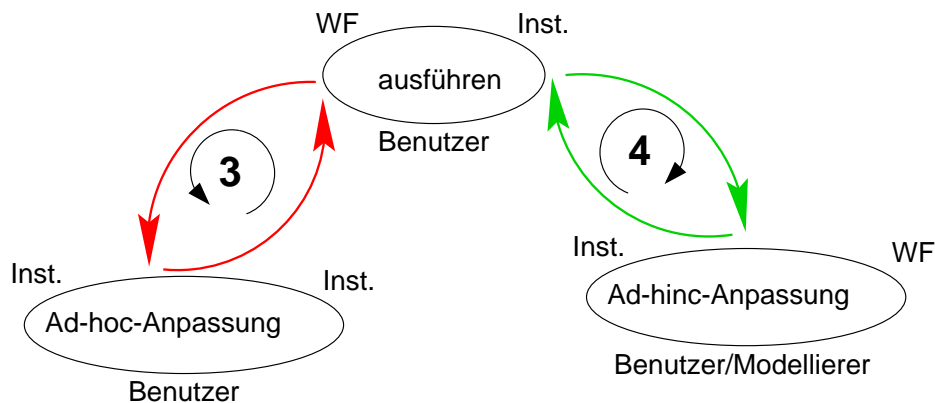 WF
Inst.
ausführen
Benutzer
3
4
Inst.
Inst.
Ad-hoc-Anpassung
Benutzer
Inst.
WF
Ad-hinc-Anpassung
Benutzer/Modellierer